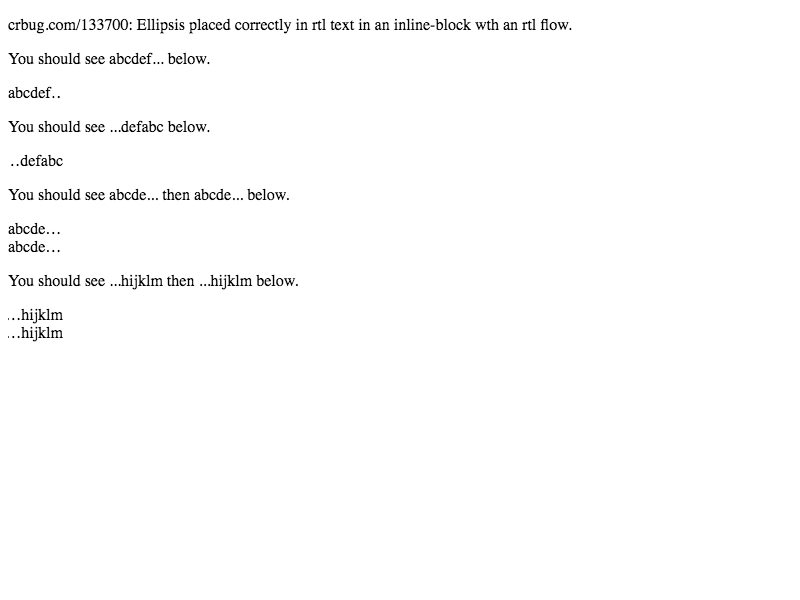 crbug.com/133700: Ellipsis placed correctly in rtl text in an inline-block wth an rtl flow.
You should see abcdef... below.
abcdef..
You should see ...defabc below.
..defabc
You should see abcde... then abcde... below.
abcde...
abcde...
You should see ...hijklm then ...hijklm below.
...hijklm
...hijklm